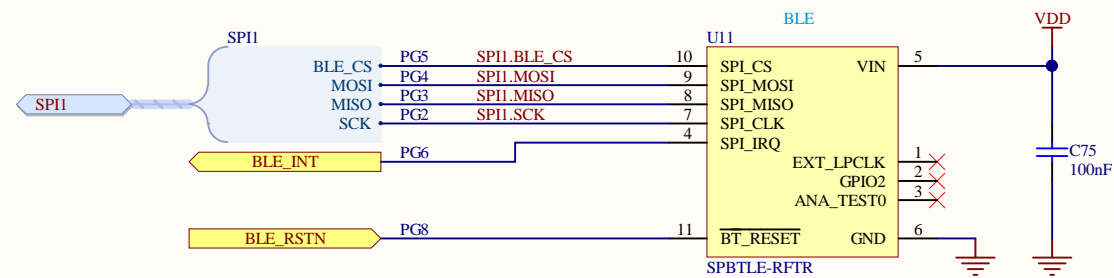 BLE
VDD
SPI1
U11
BLE_CS PG5 SPI1.BLE_CS 10 SPI_CS VIN 5
MOSI PG4 SPI1.MOSI 9 SPI_MOSI
SPI1 MISO PG3 SPI1.MISO 8 SPI_MISO
SCK PG2 SPI1.SCK 7 SPI_CLK
BLE_INT PG6 4 SPI_IRQ
C75
100nF
EXT_LPCLK 1
GPIO2 2
ANA_TEST0 3
BLE_RSTN PG8 11 BT_RESET GND 6
SPBTLE-RFTR